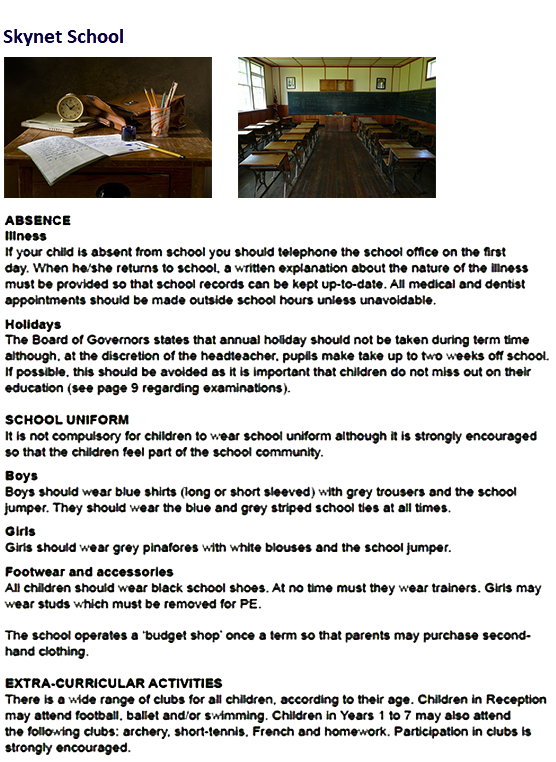 Skynet School
ABSENCE
Illness
If your child is absent from school you should telephone the school office on the first
day. When he/she returns to school, a written explanation about the nature of the illness
must be provided so that school records can be kept up-to-date. All medical and dentist
appointments should be made outside school hours unless unavoidable.
Holidays
The Board of Governors states that annual holiday should not be taken during term time
although, at the discretion of the headteacher, pupils make take up to two weeks off school.
If possible, this should be avoided as it is important that children do not miss out on their
education (see page 9 regarding examinations).
SCHOOL UNIFORM
It is not compulsory for children to wear school uniform although it is strongly encouraged
so that the children feel part of the school community.
Boys
Boys should wear blue shirts (long or short sleeved) with grey trousers and the school
jumper. They should wear the blue and grey striped school ties at all times.
Girls
Girls should wear grey pinafores with white blouses and the school jumper.
Footwear and accessories
All children should wear black school shoes. At no time must they wear trainers. Girls may
wear studs which must be removed for PE.
The school operates a 'budget shop' once a term so that parents may purchase second-
hand clothing.
EXTRA-CURRICULAR ACTIVITIES
There is a wide range of clubs for all children, according to their age. Children in Reception
may attend football, ballet and/or swimming. Children in Years 1 to 7 may also attend
the following clubs: archery, short-tennis, French and homework. Participation in clubs is
strongly encouraged.